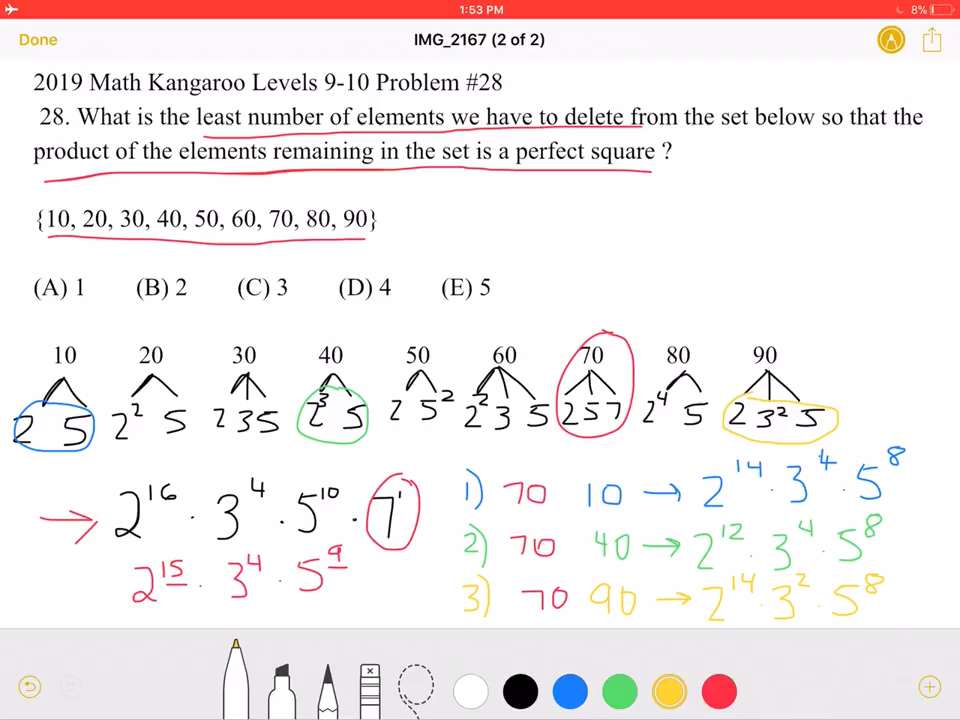 1:53 PM
8%
Done
IMG_2167 (2 of 2)
2019 Math Kangaroo Levels 9-10 Problem #28
28. What is the least number of elements we have to delete from the set below so that the
product of the elements remaining in the set is a perfect square ?
{10, 20, 30, 40, 50, 60, 70, 80, 90}
(A) 1 (B) 2 (C) 3 (D) 4 (E) 5
10 20 30 40 50 60 70 80 90
2 5 2² 5 2 3 5 2³ 5 2 5² 2² 3 5 2 5 7 2⁴ 5 2 3² 5
→ 2¹⁶ · 3⁴ · 5¹⁰ · 7¹
2¹⁵ · 3⁴ · 5⁹
1) 70 10 → 2¹⁴ · 3⁴ · 5⁸
2) 70 40 → 2¹² · 3⁴ · 5⁸
3) 70 90 → 2¹⁴ · 3² · 5⁸